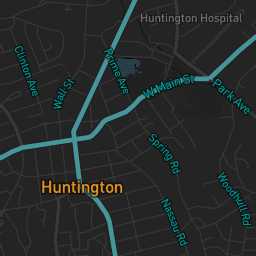 Huntington Hospital
Clinton Ave
Wall St
Prime Ave
W Main St
Park Ave
Spring Rd
Huntington
Woodhull Rd
Nassau Rd